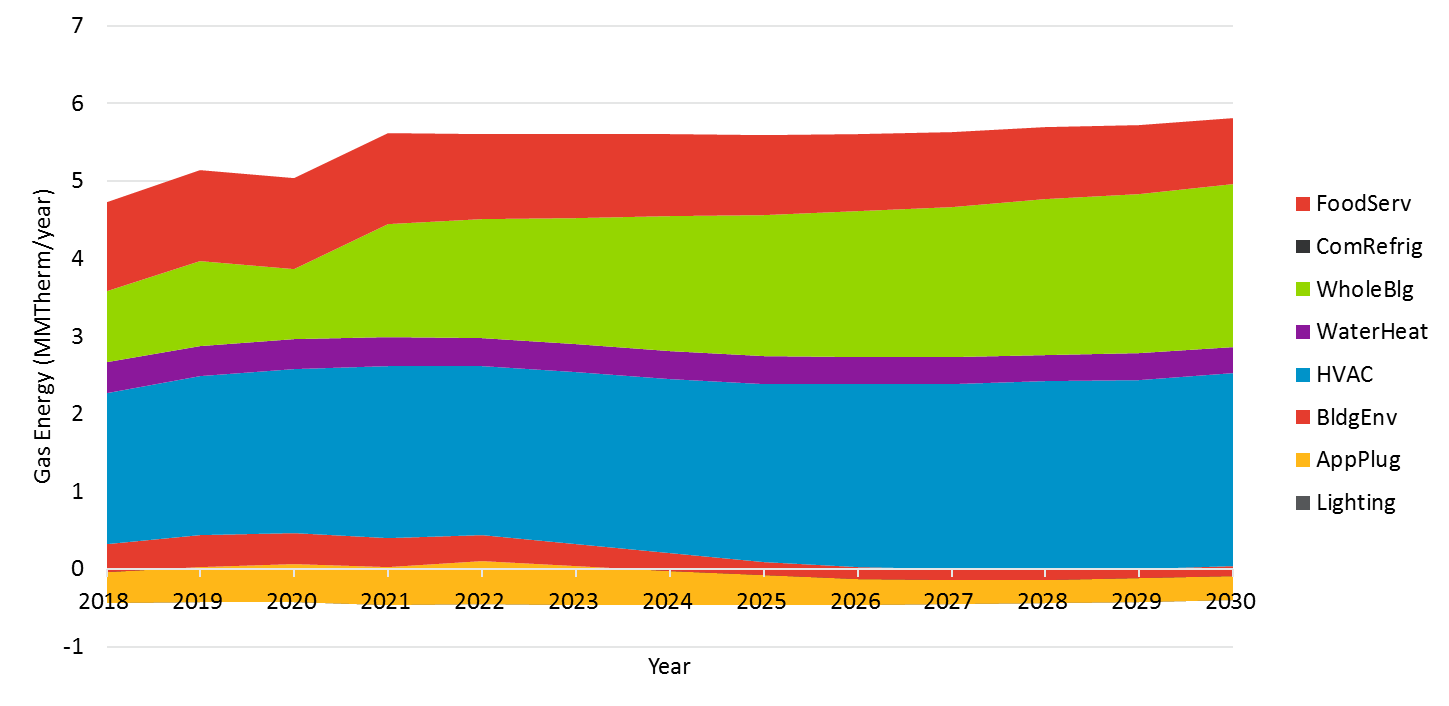 7
6
5
4
3
2
1
0
-1
Gas Energy (MMTherm/year)
2018 2019 2020 2021 2022 2023 2024 2025 2026 2027 2028 2029 2030
Year
FoodServ
ComRefrig
WholeBlg
WaterHeat
HVAC
BldgEnv
AppPlug
Lighting